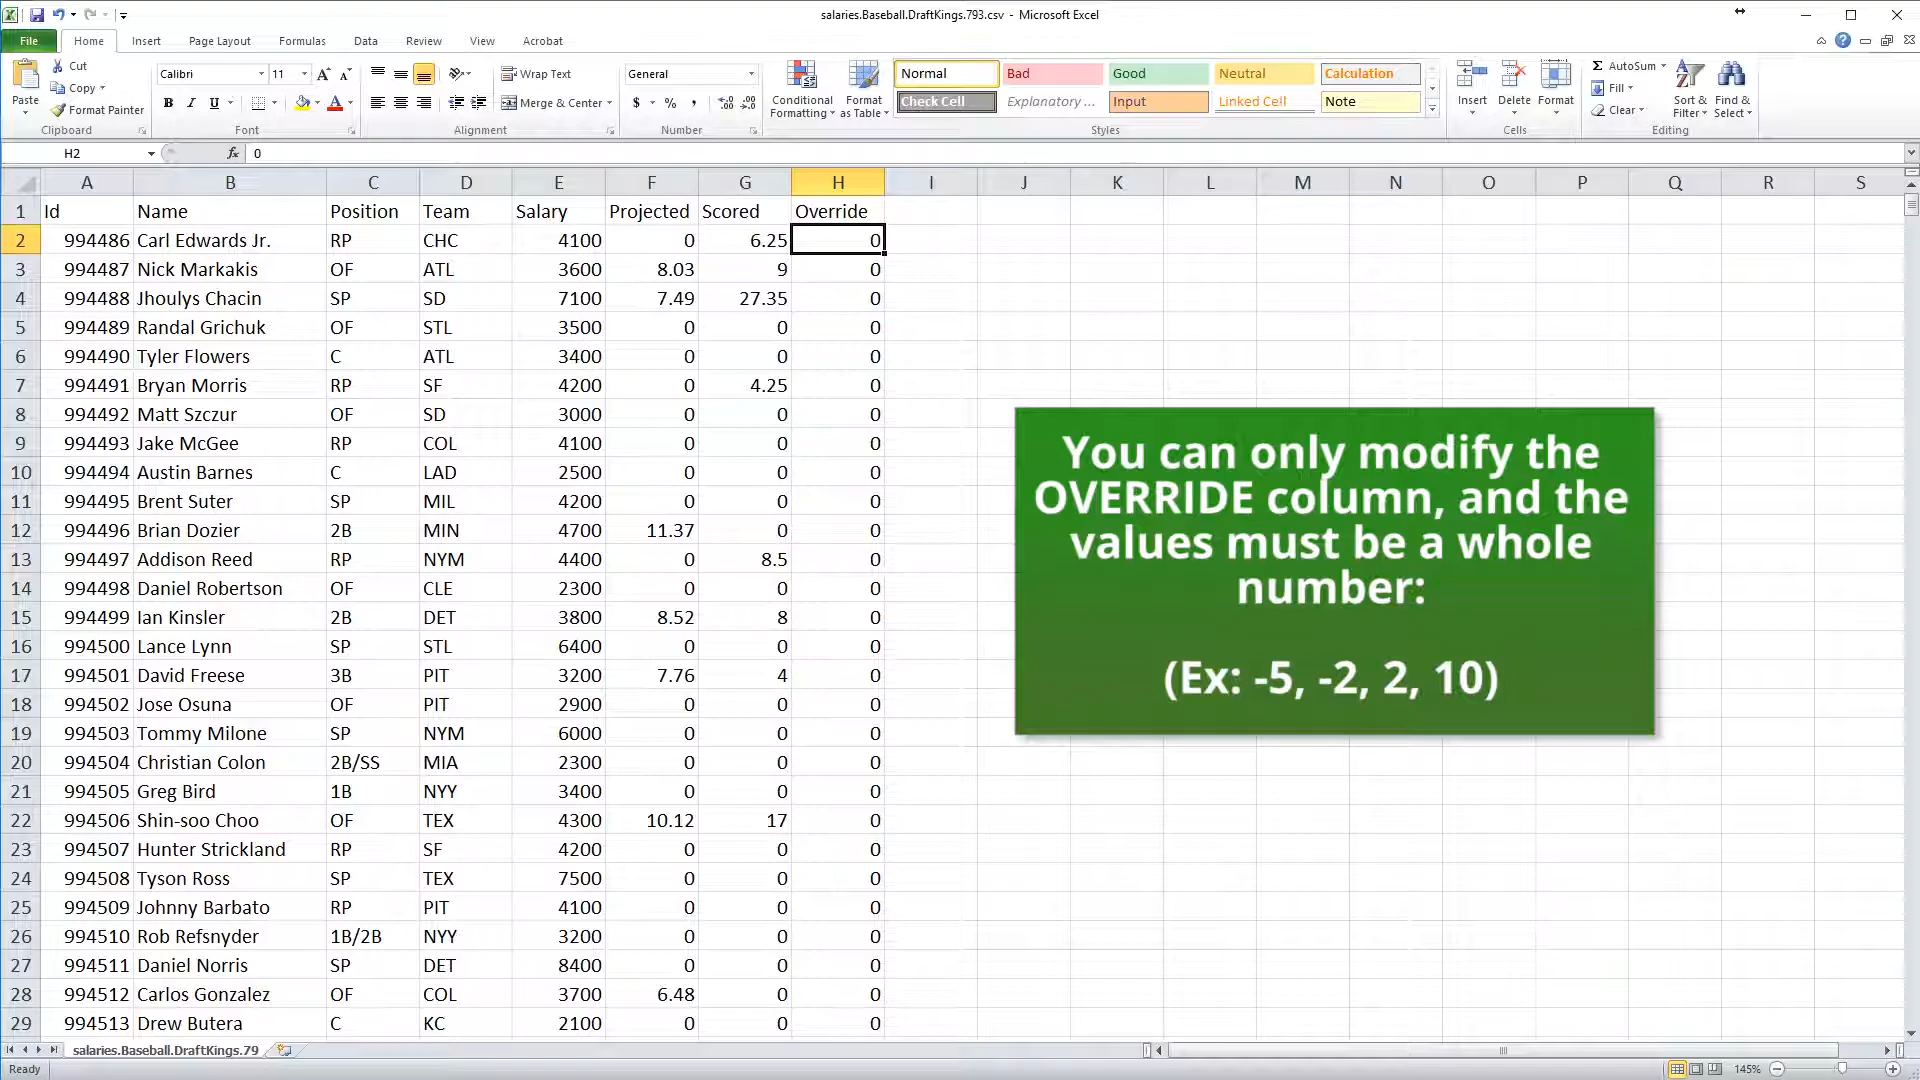 salaries.Baseball.DraftKings.793.csv - Microsoft Excel
File Home Insert Page Layout Formulas Data Review View Acrobat
Paste Cut Copy Format Painter Clipboard
Calibri 11 B I U Font
Wrap Text Merge & Center Alignment
General $ % , Number
Conditional Formatting Format as Table
Normal Bad Good Neutral Calculation
Check Cell Explanatory ... Input Linked Cell Note
Styles
Insert Delete Format Cells
AutoSum Fill Clear Sort & Filter Find & Select Editing
H2 fx 0
A B C D E F G H I J K L M N O P Q R S
1 Id Name Position Team Salary Projected Scored Override
2 994486 Carl Edwards Jr. RP CHC 4100 0 6.25 0
3 994487 Nick Markakis OF ATL 3600 8.03 9 0
4 994488 Jhoulys Chacin SP SD 7100 7.49 27.35 0
5 994489 Randal Grichuk OF STL 3500 0 0 0
6 994490 Tyler Flowers C ATL 3400 0 0 0
7 994491 Bryan Morris RP SF 4200 0 4.25 0
8 994492 Matt Szczur OF SD 3000 0 0 0
9 994493 Jake McGee RP COL 4100 0 0 0
10 994494 Austin Barnes C LAD 2500 0 0 0
11 994495 Brent Suter SP MIL 4200 0 0 0
12 994496 Brian Dozier 2B MIN 4700 11.37 0 0
13 994497 Addison Reed RP NYM 4400 0 8.5 0
14 994498 Daniel Robertson OF CLE 2300 0 0 0
15 994499 Ian Kinsler 2B DET 3800 8.52 8 0
16 994500 Lance Lynn SP STL 6400 0 0 0
17 994501 David Freese 3B PIT 3200 7.76 4 0
18 994502 Jose Osuna OF PIT 2900 0 0 0
19 994503 Tommy Milone SP NYM 6000 0 0 0
20 994504 Christian Colon 2B/SS MIA 2300 0 0 0
21 994505 Greg Bird 1B NYY 3400 0 0 0
22 994506 Shin-soo Choo OF TEX 4300 10.12 17 0
23 994507 Hunter Strickland RP SF 4200 0 0 0
24 994508 Tyson Ross SP TEX 7500 0 0 0
25 994509 Johnny Barbato RP PIT 4100 0 0 0
26 994510 Rob Refsnyder 1B/2B NYY 3200 0 0 0
27 994511 Daniel Norris SP DET 8400 0 0 0
28 994512 Carlos Gonzalez OF COL 3700 6.48 0 0
29 994513 Drew Butera C KC 2100 0 0 0
You can only modify the
OVERRIDE column, and the
values must be a whole
number:
(Ex: -5, -2, 2, 10)
salaries.Baseball.DraftKings.79
Ready 145%